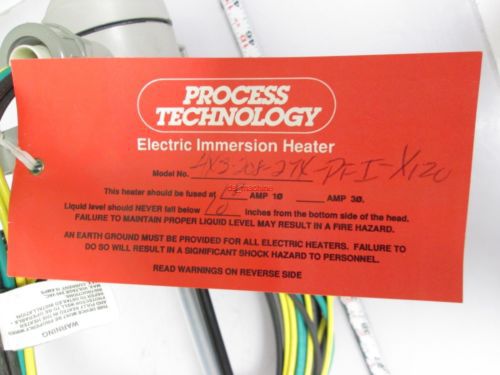 PROCESS
TECHNOLOGY
Electric Immersion Heater
Model No. 4X3-208-27K-PFI-X120
This heater should be fused at AMP 1Ø AMP 3Ø.
Liquid level should NEVER fall below 10 inches from the bottom side of the head.
FAILURE TO MAINTAIN PROPER LIQUID LEVEL MAY RESULT IN A FIRE HAZARD.
AN EARTH GROUND MUST BE PROVIDED FOR ALL ELECTRIC HEATERS. FAILURE TO
DO SO WILL RESULT IN A SIGNIFICANT SHOCK HAZARD TO PERSONNEL.
READ WARNINGS ON REVERSE SIDE
WARNING